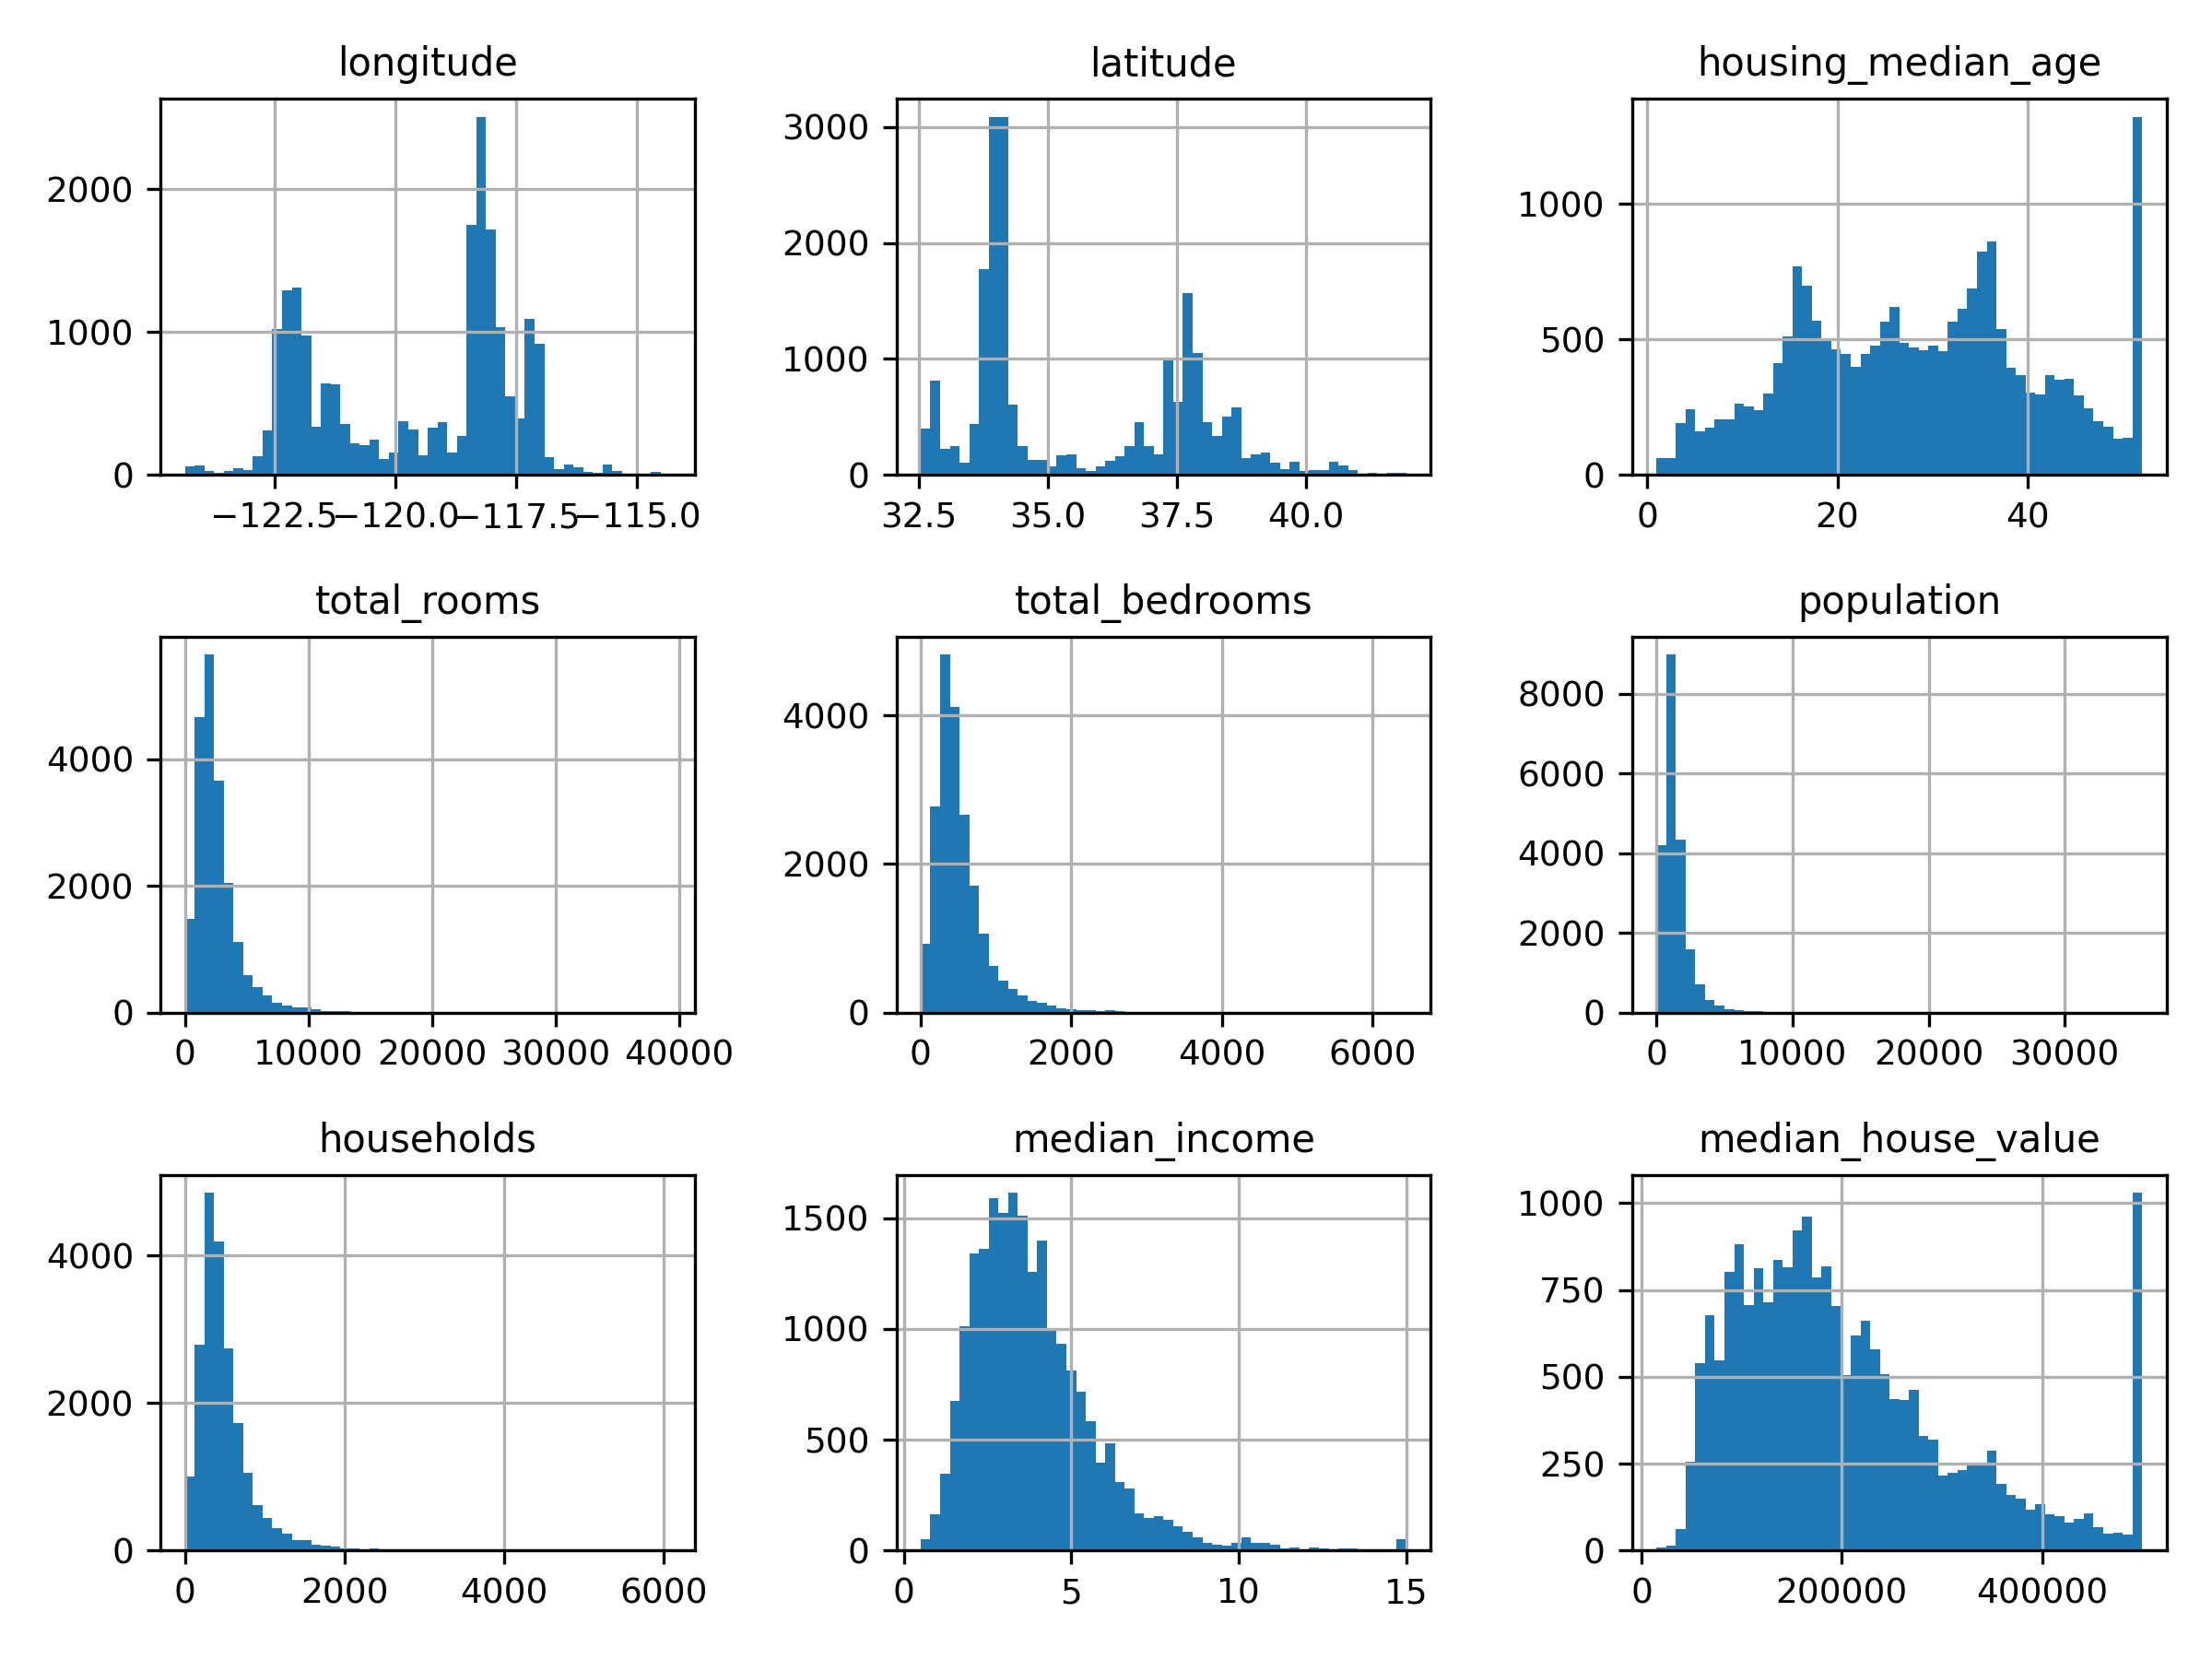 longitude
latitude
housing_median_age
2000
1000
0
−122.5 −120.0 −117.5 −115.0
3000
2000
1000
0
32.5 35.0 37.5 40.0
1000
500
0
0 20 40
total_rooms
total_bedrooms
population
4000
2000
0
0 10000 20000 30000 40000
4000
2000
0
0 2000 4000 6000
8000
6000
4000
2000
0
0 10000 20000 30000
households
median_income
median_house_value
4000
2000
0
0 2000 4000 6000
1500
1000
500
0
0 5 10 15
1000
750
500
250
0
0 200000 400000